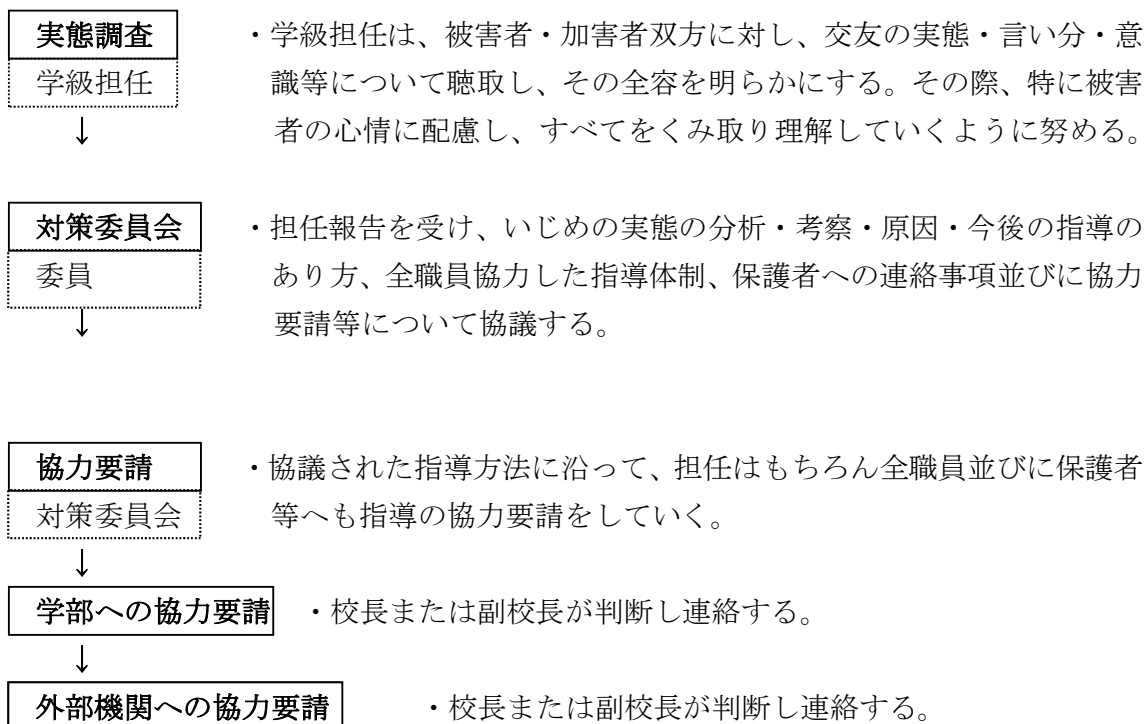 実態調査 ・学級担任は、被害者・加害者双方に対し、交友の実態・言い分・意
学級担任 識等について聴取し、その全容を明らかにする。その際、特に被害
↓ 者の心情に配慮し、すべてをくみ取り理解していくように努める。
対策委員会 ・担任報告を受け、いじめの実態の分析・考察・原因・今後の指導の
委員 あり方、全職員協力した指導体制、保護者への連絡事項並びに協力
↓ 要請等について協議する。
協力要請 ・協議された指導方法に沿って、担任はもちろん全職員並びに保護者
対策委員会 等へも指導の協力要請をしていく。
↓
学部への協力要請 ・校長または副校長が判断し連絡する。
↓
外部機関への協力要請 ・校長または副校長が判断し連絡する。